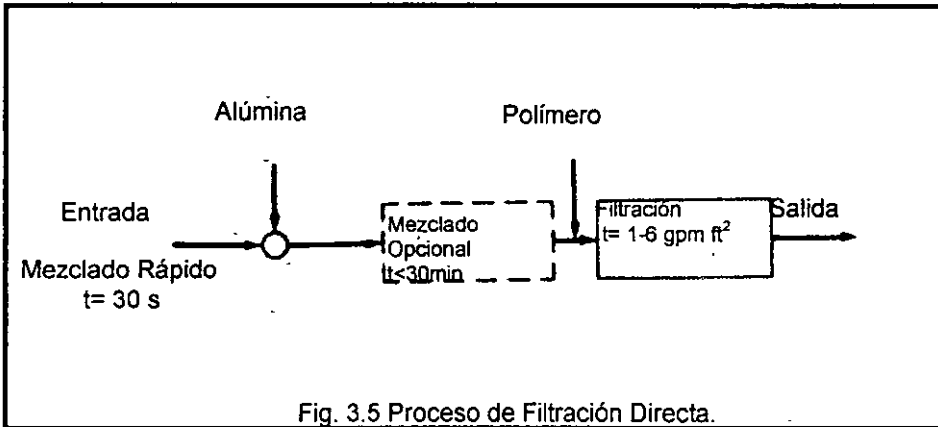 Alúmina
Polímero
Entrada
Mezclado Rápido
t= 30 s
Mezclado
Opcional
t<30min
Filtración
t= 1-6 gpm ft²
Salida
Fig. 3.5 Proceso de Filtración Directa.